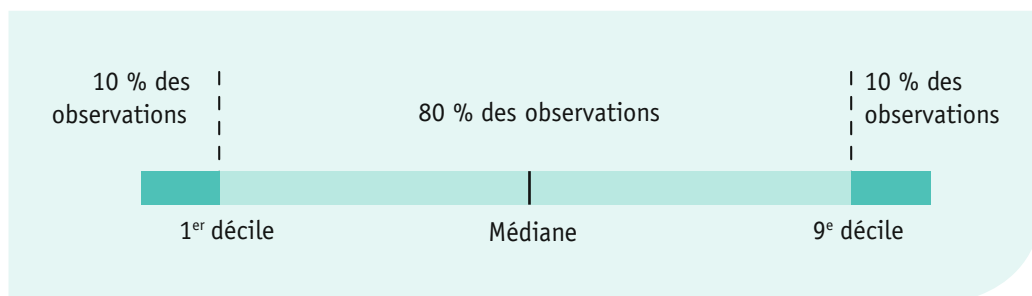 10 % des
observations
80 % des observations
10 % des
observations
1er décile
Médiane
9e décile